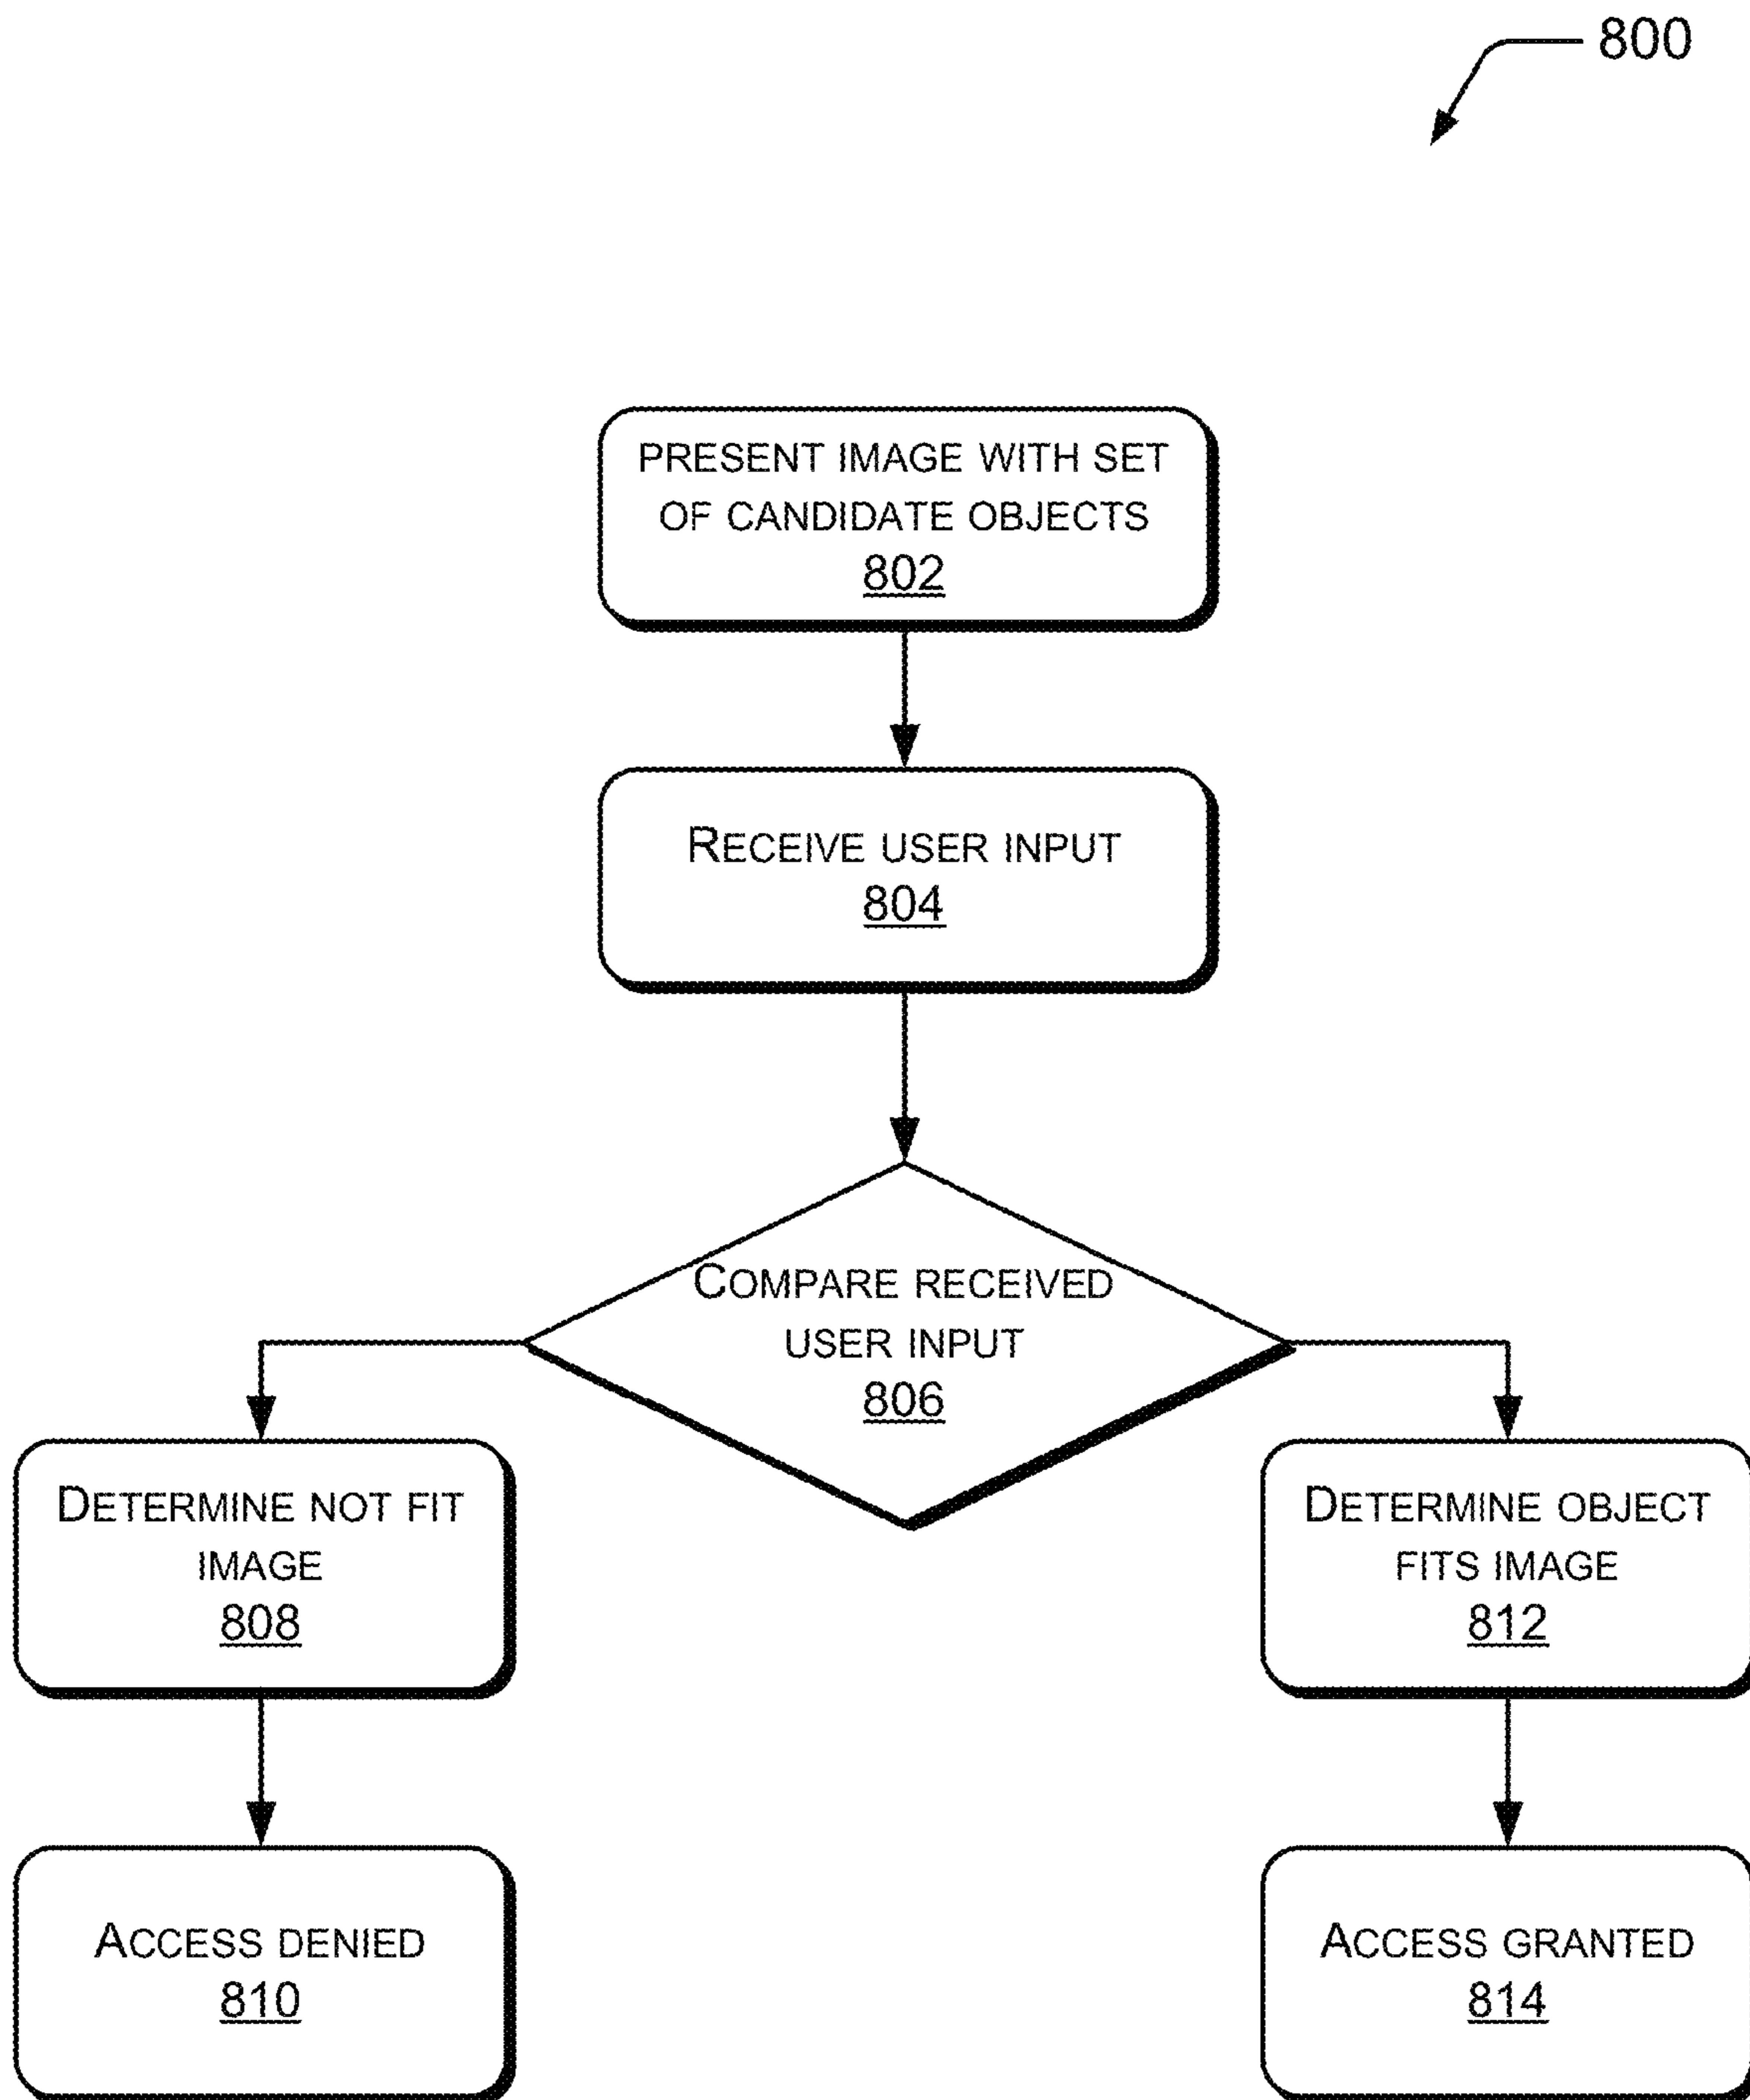 800
PRESENT IMAGE WITH SET
OF CANDIDATE OBJECTS
802
RECEIVE USER INPUT
804
COMPARE RECEIVED
USER INPUT
806
DETERMINE NOT FIT
IMAGE
808
DETERMINE OBJECT
FITS IMAGE
812
ACCESS DENIED
810
ACCESS GRANTED
814